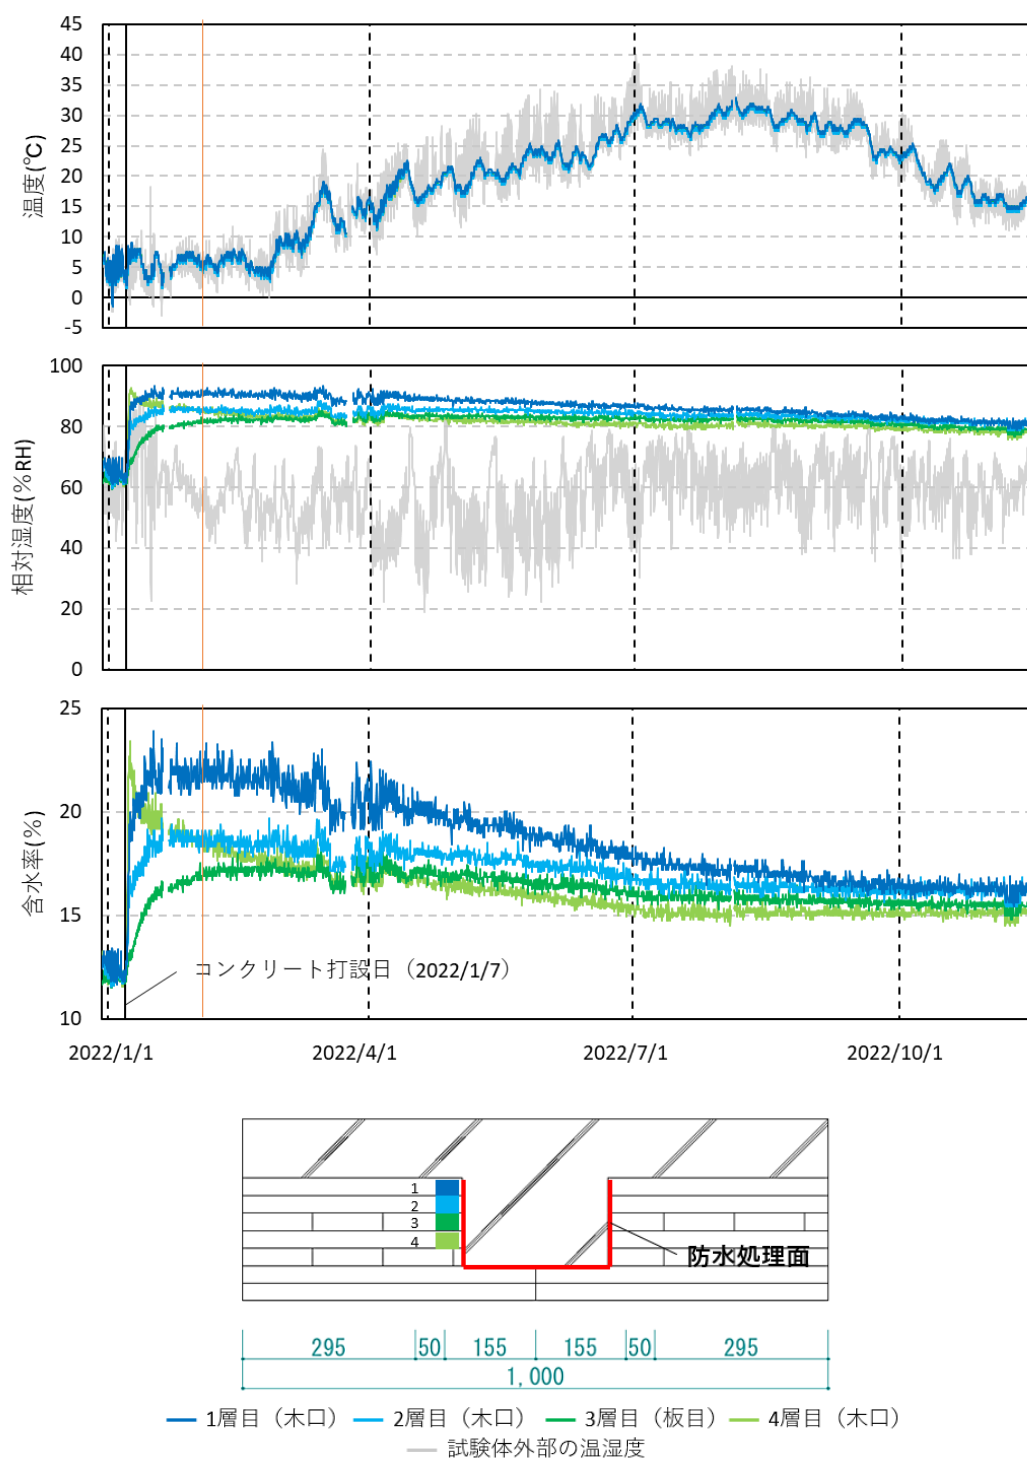 45
40
35
30
25
20
15
10
5
0
-5
温度(℃)
100
80
60
40
20
0
相対湿度(%RH)
25
20
15
10
含水率(%)
コンクリート打設日（2022/1/7）
2022/1/1 2022/4/1 2022/7/1 2022/10/1
1
2
3
4
防水処理面
295 50 155 155 50 295
1,000
1層目（木口） 2層目（木口） 3層目（板目） 4層目（木口）
試験体外部の温湿度